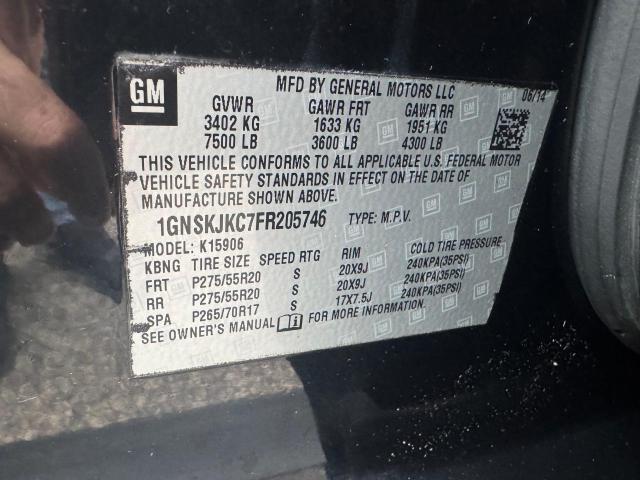 GM
MFD BY GENERAL MOTORS LLC 06/14
GVWR GAWR FRT GAWR RR
3402 KG 1633 KG 1951 KG
7500 LB 3600 LB 4300 LB
THIS VEHICLE CONFORMS TO ALL APPLICABLE U.S. FEDERAL MOTOR
VEHICLE SAFETY STANDARDS IN EFFECT ON THE DATE OF
MANUFACTURE SHOWN ABOVE.
1GNSKJKC7FR205746 TYPE: M.P.V.
MODEL: K15906
KBNG TIRE SIZE SPEED RTG RIM COLD TIRE PRESSURE
FRT P275/55R20 S 20X9J 240KPA(35PSI)
RR P275/55R20 S 20X9J 240KPA(35PSI)
SPA P265/70R17 S 17X7.5J 240KPA(35PSI)
SEE OWNER'S MANUAL FOR MORE INFORMATION.